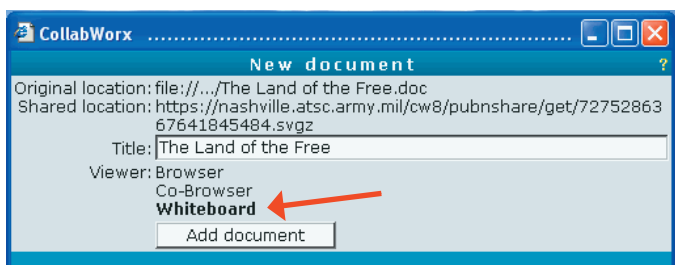 CollabWorx ......................................................
New document ?
Original location: file://.../The Land of the Free.doc
Shared location: https://nashville.atsc.army.mil/cw8/pubnshare/get/72752863
67641845484.svgz
Title: The Land of the Free
Viewer: Browser
Co-Browser
Whiteboard
Add document